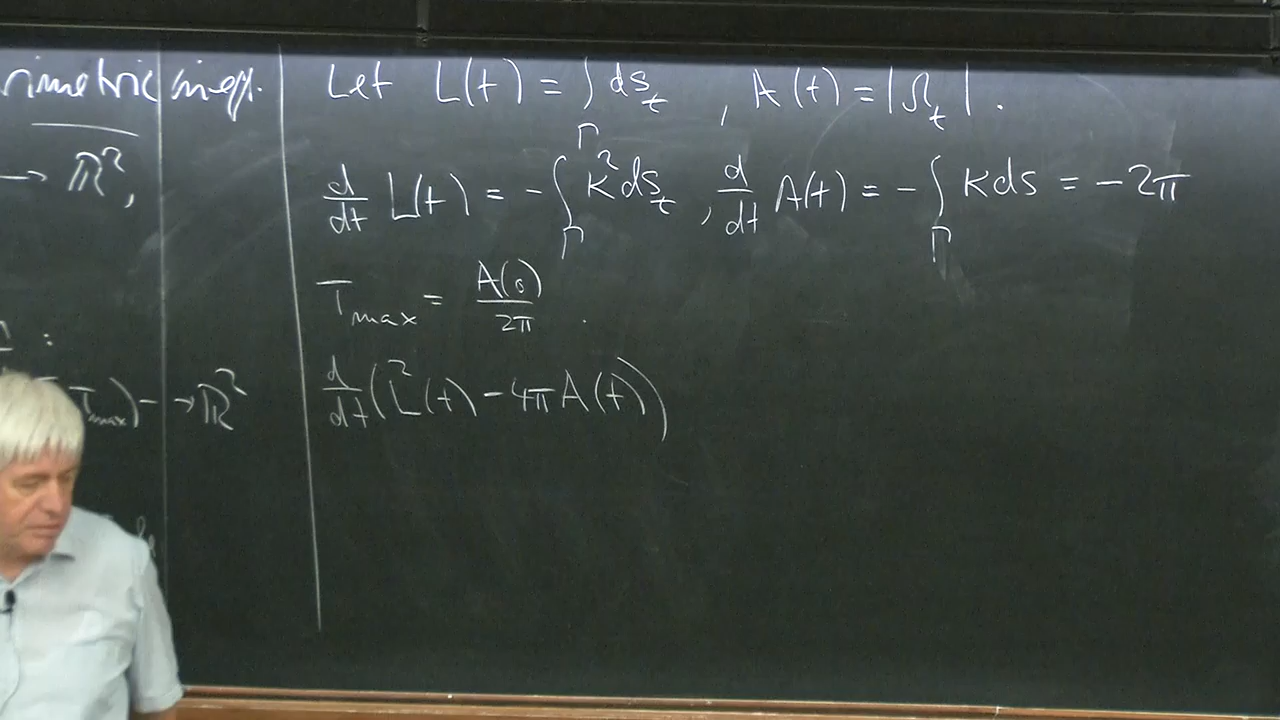 rimetric ineq.
→ ℝ²,
:
T_max) → ℝ²
Let L(t) = ∫_Γ ds_t , A(t) = |Ω_t| .
d/dt L(t) = - ∫_Γ κ² ds_t , d/dt A(t) = - ∫_Γ κ ds = -2π
T_max = A(0)/2π .
d/dt (L²(t) - 4π A(t))